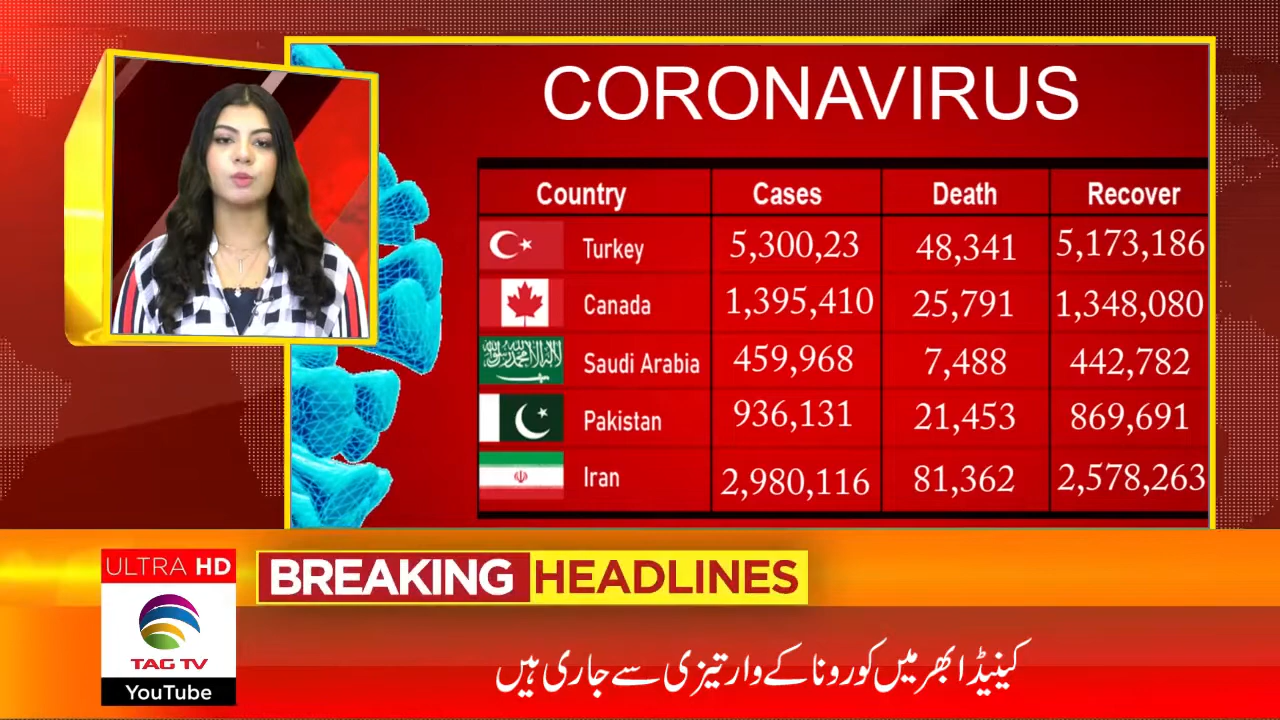 CORONAVIRUS
Country Cases Death Recover
Turkey 5,300,23 48,341 5,173,186
Canada 1,395,410 25,791 1,348,080
Saudi Arabia 459,968 7,488 442,782
Pakistan 936,131 21,453 869,691
Iran 2,980,116 81,362 2,578,263
ULTRA HD
BREAKING HEADLINES
TAG TV
YouTube
کینیڈا بھر میں کورونا کے وار تیزی سے جاری ہیں